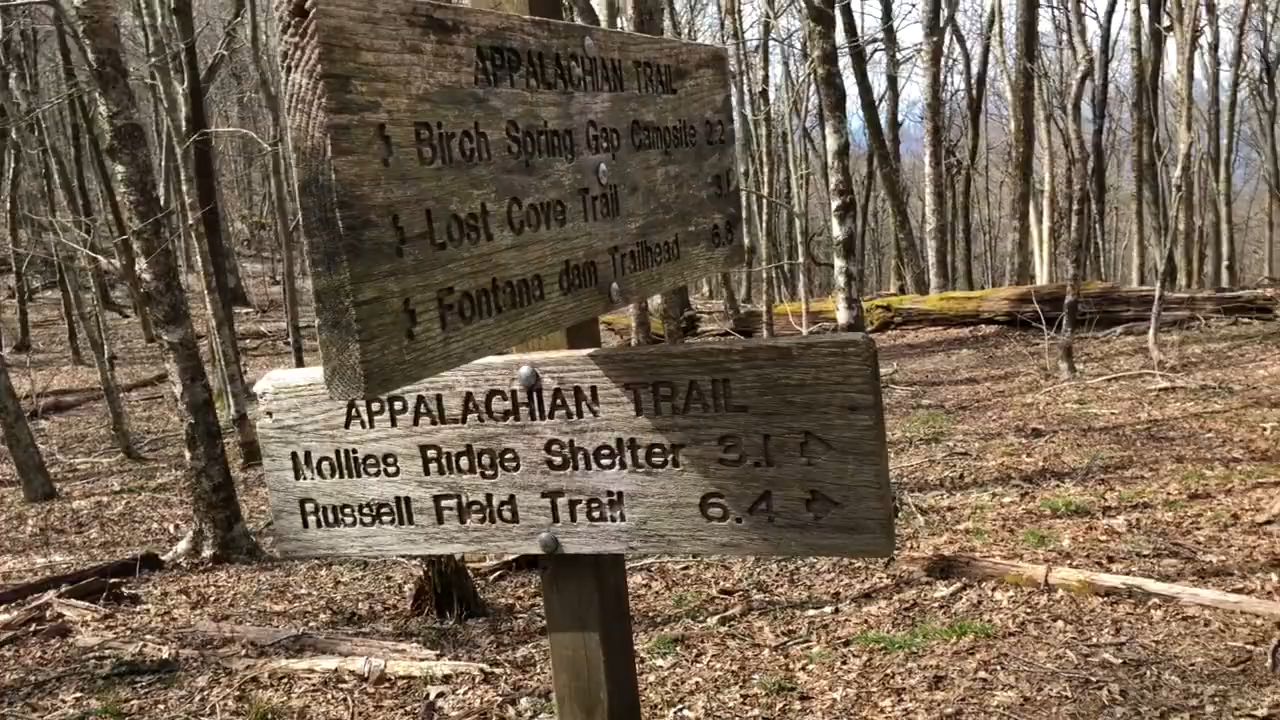 APPALACHIAN TRAIL
Birch Spring Gap Campsite 2.2
Lost Cove Trail
Fontana dam Trailhead 6.8
APPALACHIAN TRAIL
Mollies Ridge Shelter 3.1
Russell Field Trail 6.4